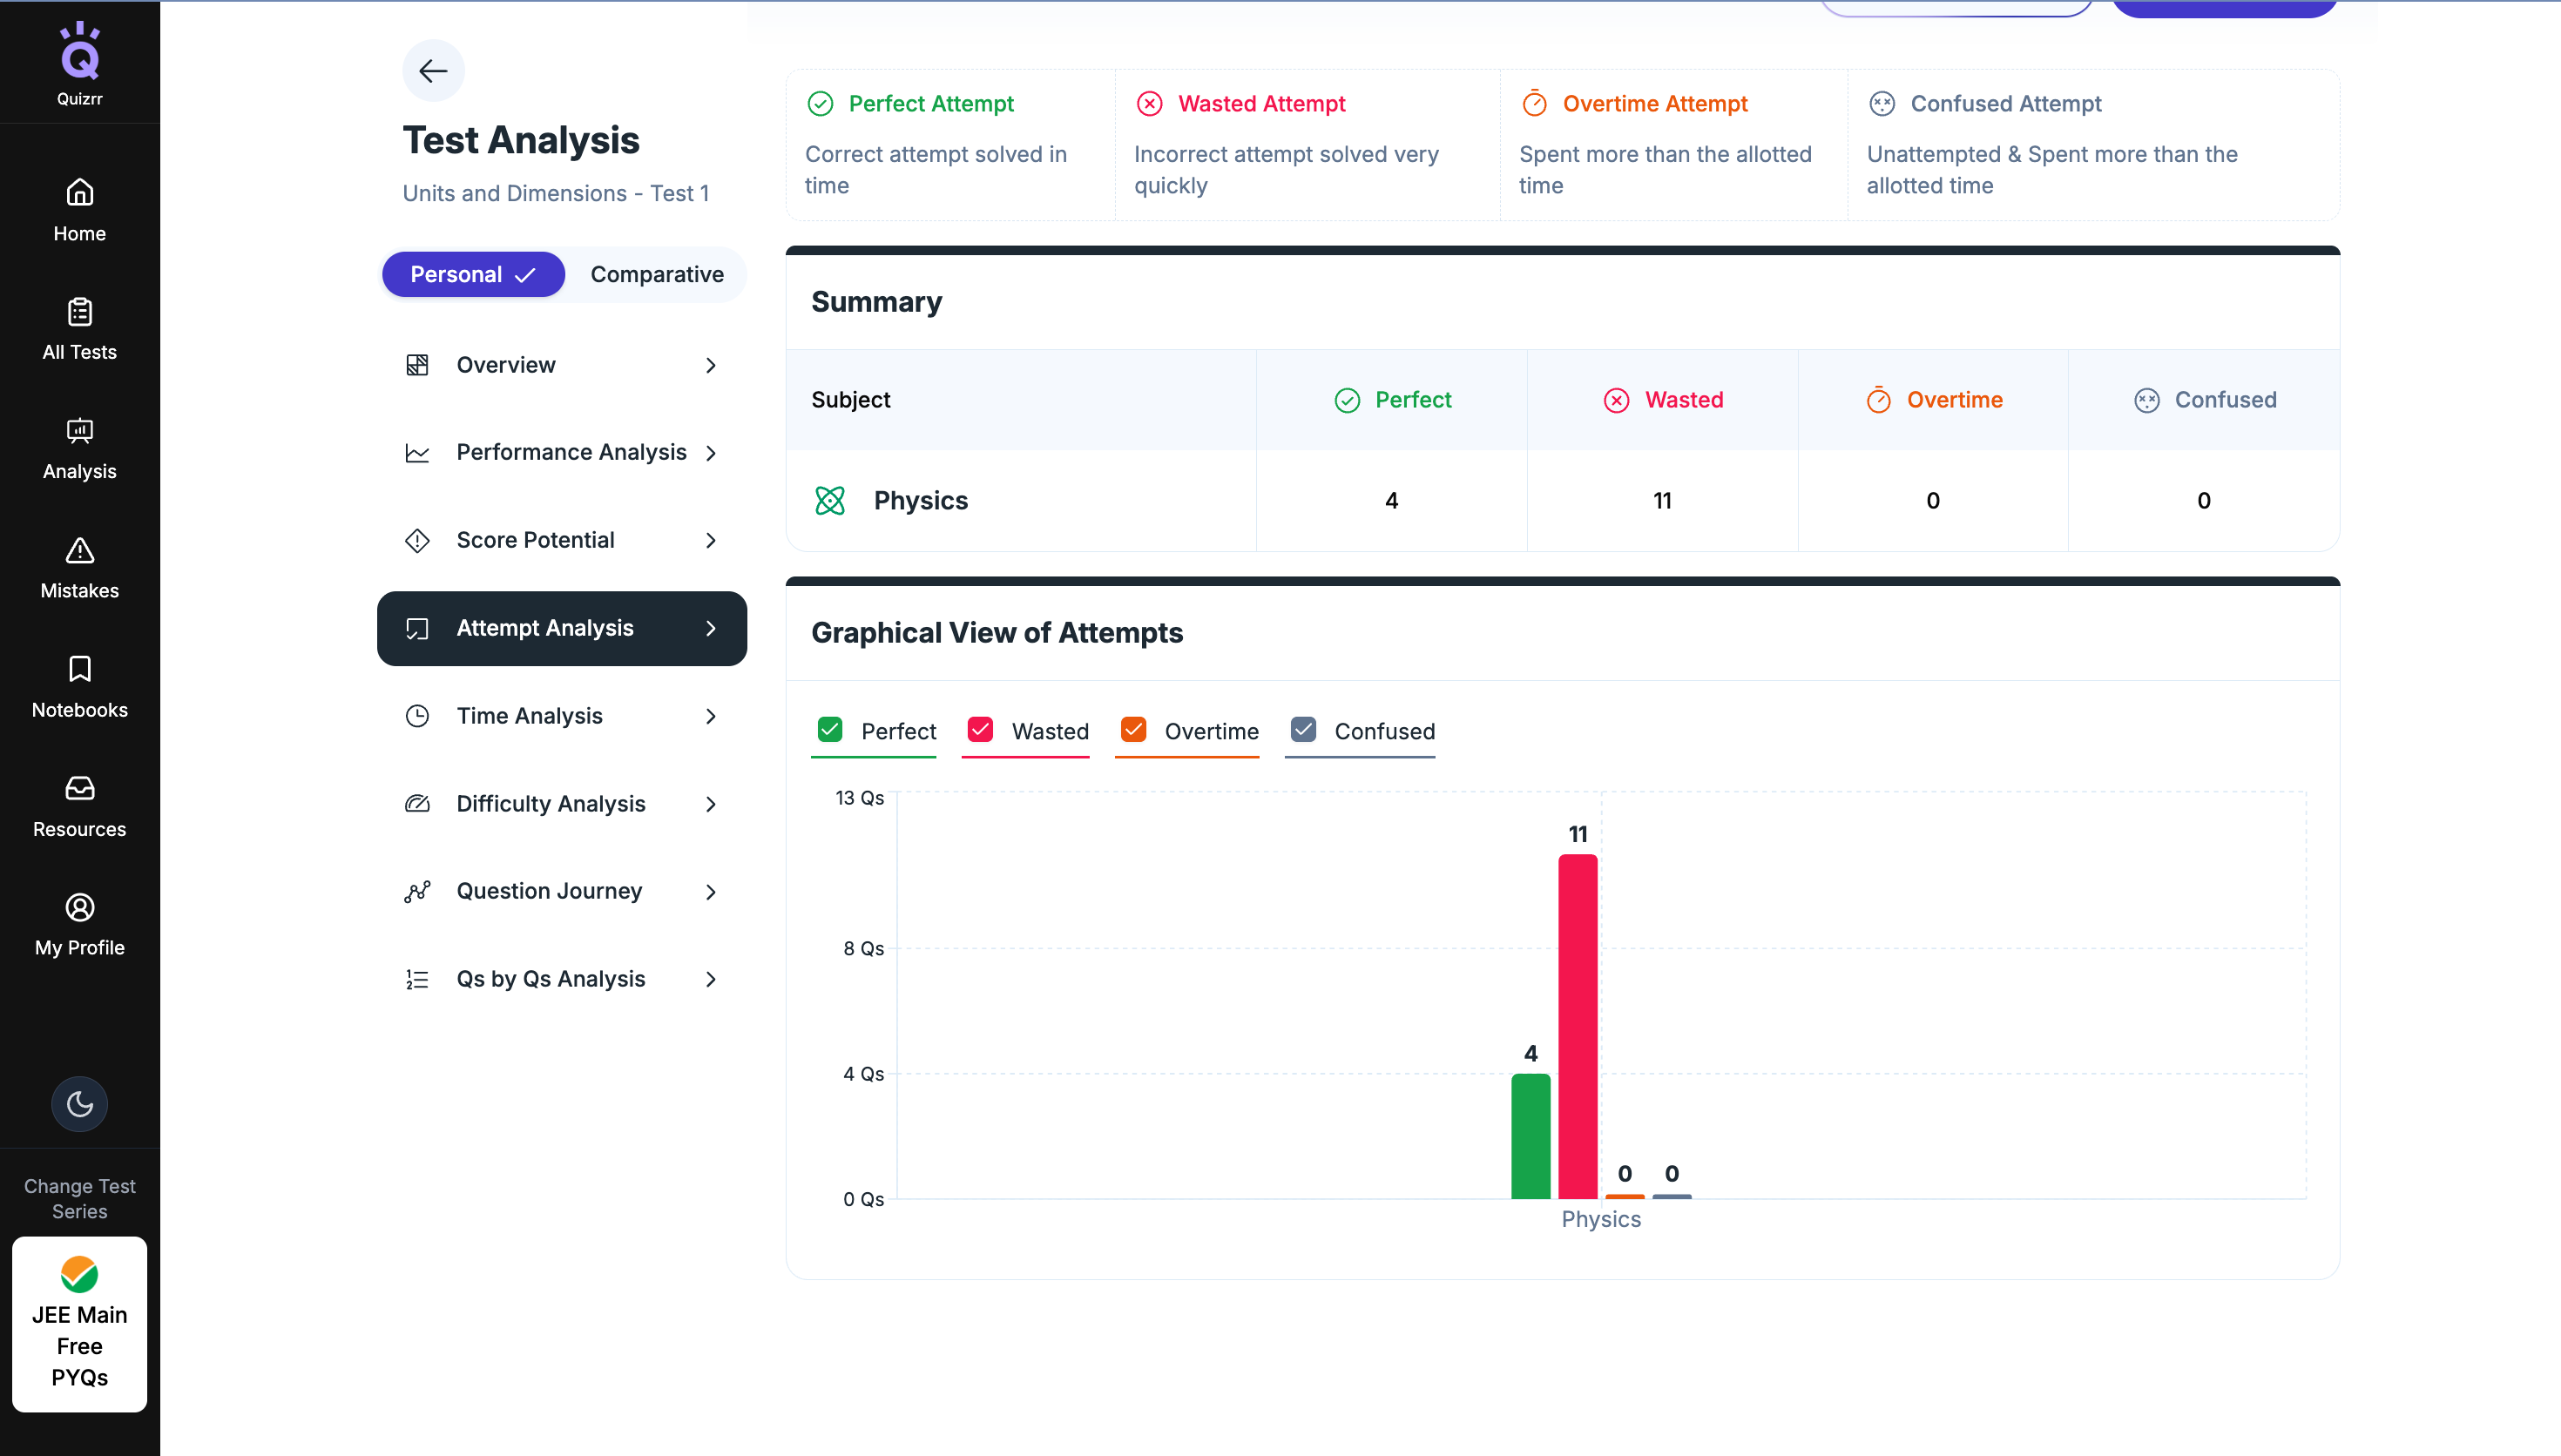 Quizrr
Home
All Tests
Analysis
Mistakes
Notebooks
Resources
My Profile
Change Test
Series
JEE Main
Free
PYQs
Test Analysis
Units and Dimensions - Test 1
Personal
Comparative
Overview
Performance Analysis
Score Potential
Attempt Analysis
Time Analysis
Difficulty Analysis
Question Journey
Qs by Qs Analysis
Perfect Attempt
Correct attempt solved in
time
Wasted Attempt
Incorrect attempt solved very
quickly
Overtime Attempt
Spent more than the allotted
time
Confused Attempt
Unattempted & Spent more than the
allotted time
Summary
Subject Perfect Wasted Overtime Confused
Physics 4 11 0 0
Graphical View of Attempts
Perfect Wasted Overtime Confused
13 Qs
11
8 Qs
4
4 Qs
0 0
0 Qs
Physics